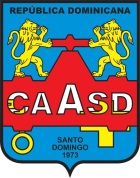 REPÚBLICA DOMINICANA
CAASD
SANTO
DOMINGO
1973